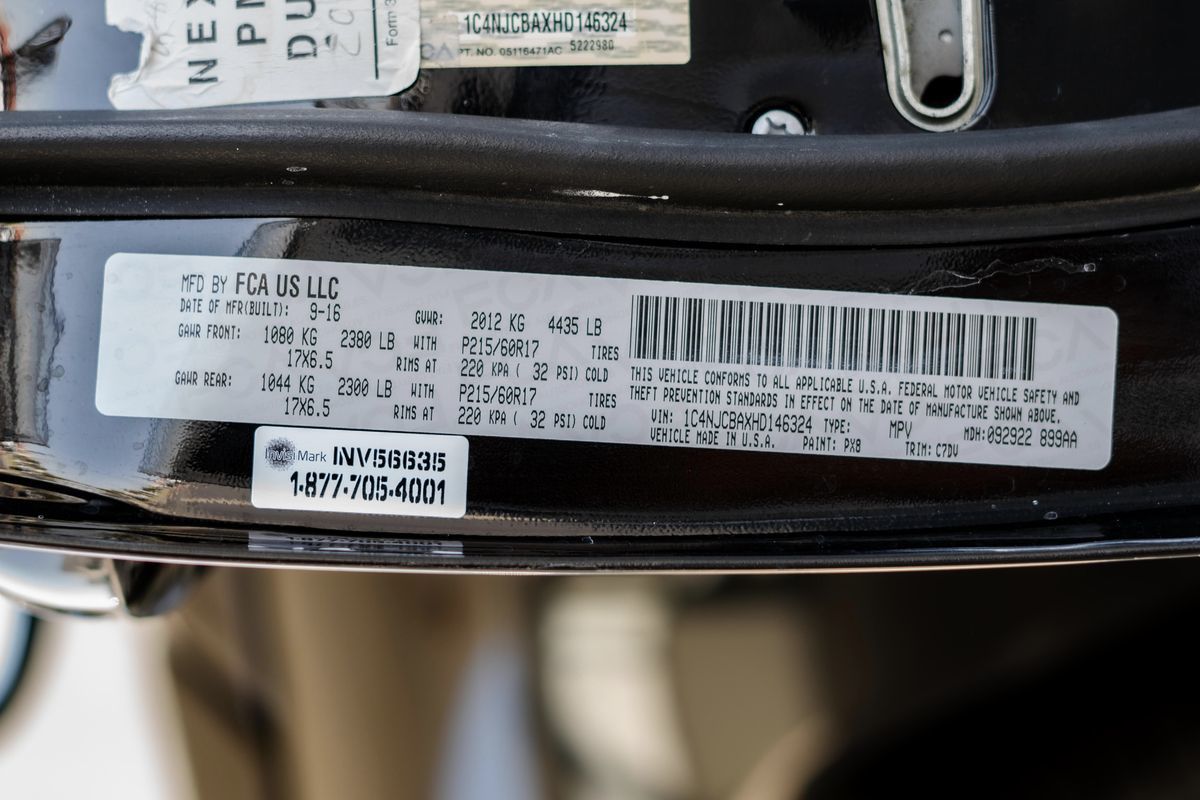 NEX
DU
Form 3
1C4NJCBAXHD146324
PT. NO. 05116471AC 5222980
MFD BY FCA US LLC
DATE OF MFR(BUILT): 9-16 GVWR: 2012 KG 4435 LB
GAWR FRONT: 1080 KG 2380 LB WITH P215/60R17 TIRES
17X6.5 RIMS AT 220 KPA ( 32 PSI) COLD
GAWR REAR: 1044 KG 2300 LB WITH P215/60R17 TIRES
17X6.5 RIMS AT 220 KPA ( 32 PSI) COLD
THIS VEHICLE CONFORMS TO ALL APPLICABLE U.S.A. FEDERAL MOTOR VEHICLE SAFETY AND
THEFT PREVENTION STANDARDS IN EFFECT ON THE DATE OF MANUFACTURE SHOWN ABOVE.
VIN: 1C4NJCBAXHD146324 TYPE: MPV MDH:092922 899AA
VEHICLE MADE IN U.S.A. PAINT: PX8 TRIM: C7DV
InvisiMark INV56635
1-877-705-4001